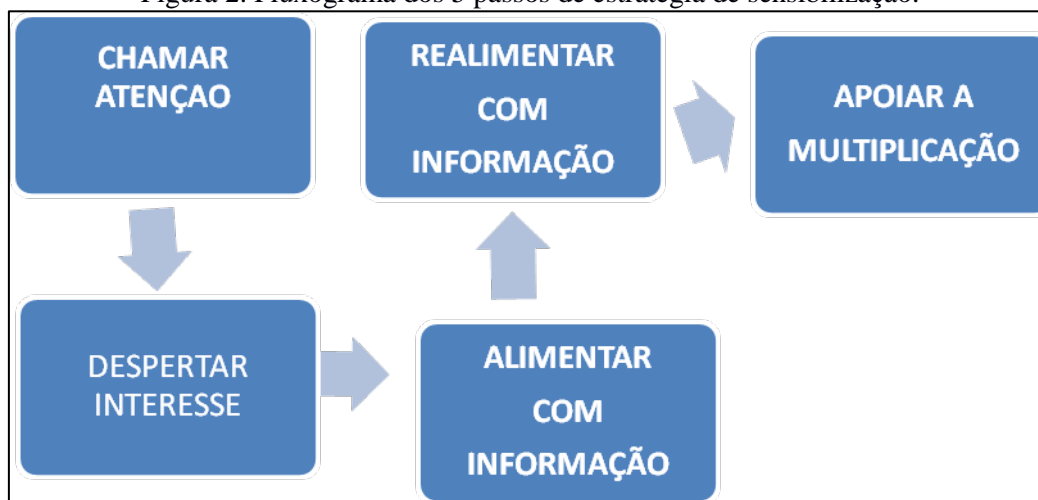 Figura 2: Fluxograma dos 5 passos de estratégia de sensibilização.
CHAMAR
ATENÇAO
DESPERTAR
INTERESSE
ALIMENTAR
COM
INFORMAÇÃO
REALIMENTAR
COM
INFORMAÇÃO
APOIAR A
MULTIPLICAÇÃO